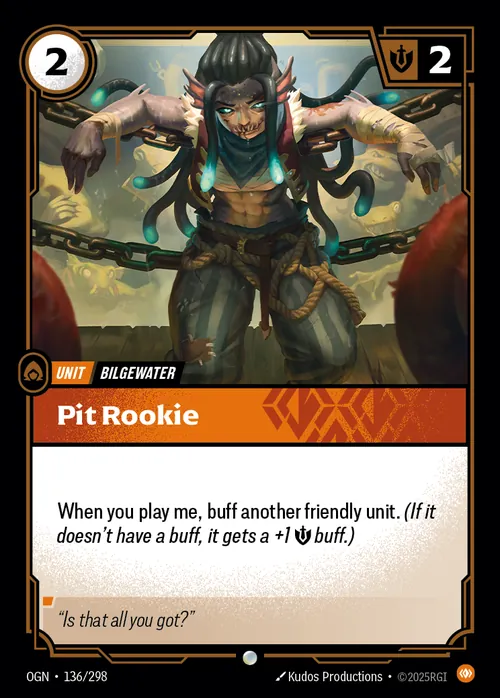 2
2
UNIT
BILGEWATER
Pit Rookie
When you play me, buff another friendly unit. (If it
doesn't have a buff, it gets a +1 buff.)
"Is that all you got?"
OGN • 136/298
Kudos Productions • ©2025RGI